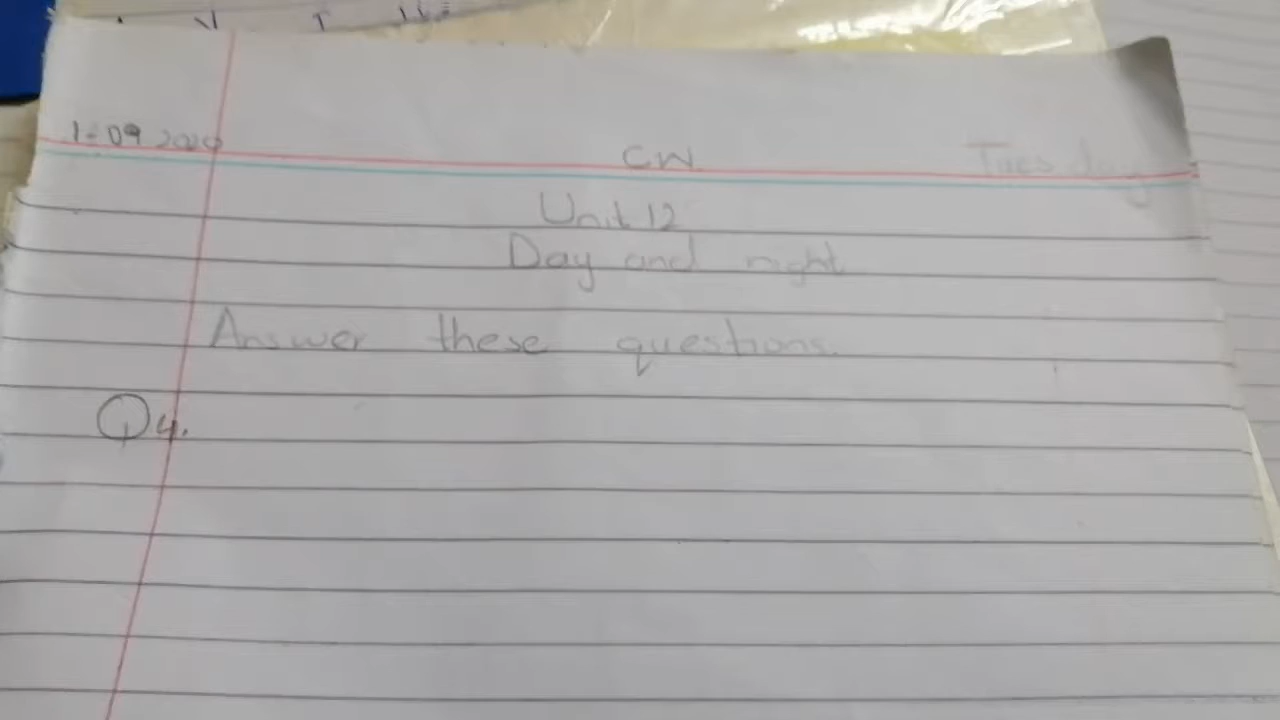 1-09 2020 CW Tuesday
Unit 12
Day and night
Answer these questions.
Q4.